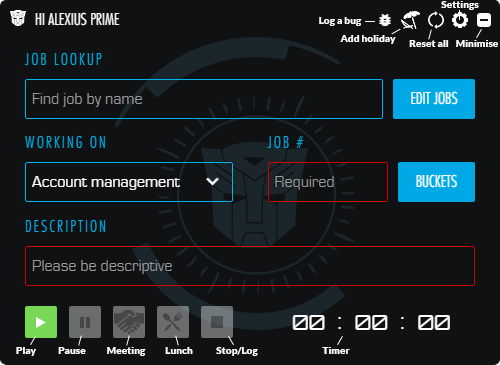 HI ALEXIUS PRIME
Log a bug
Add holiday
Reset all
Settings
Minimise
JOB LOOKUP
Find job by name
EDIT JOBS
WORKING ON
JOB #
Account management
Required
BUCKETS
DESCRIPTION
Please be descriptive
00 : 00 : 00
Play
Pause
Meeting
Lunch
Stop/Log
Timer